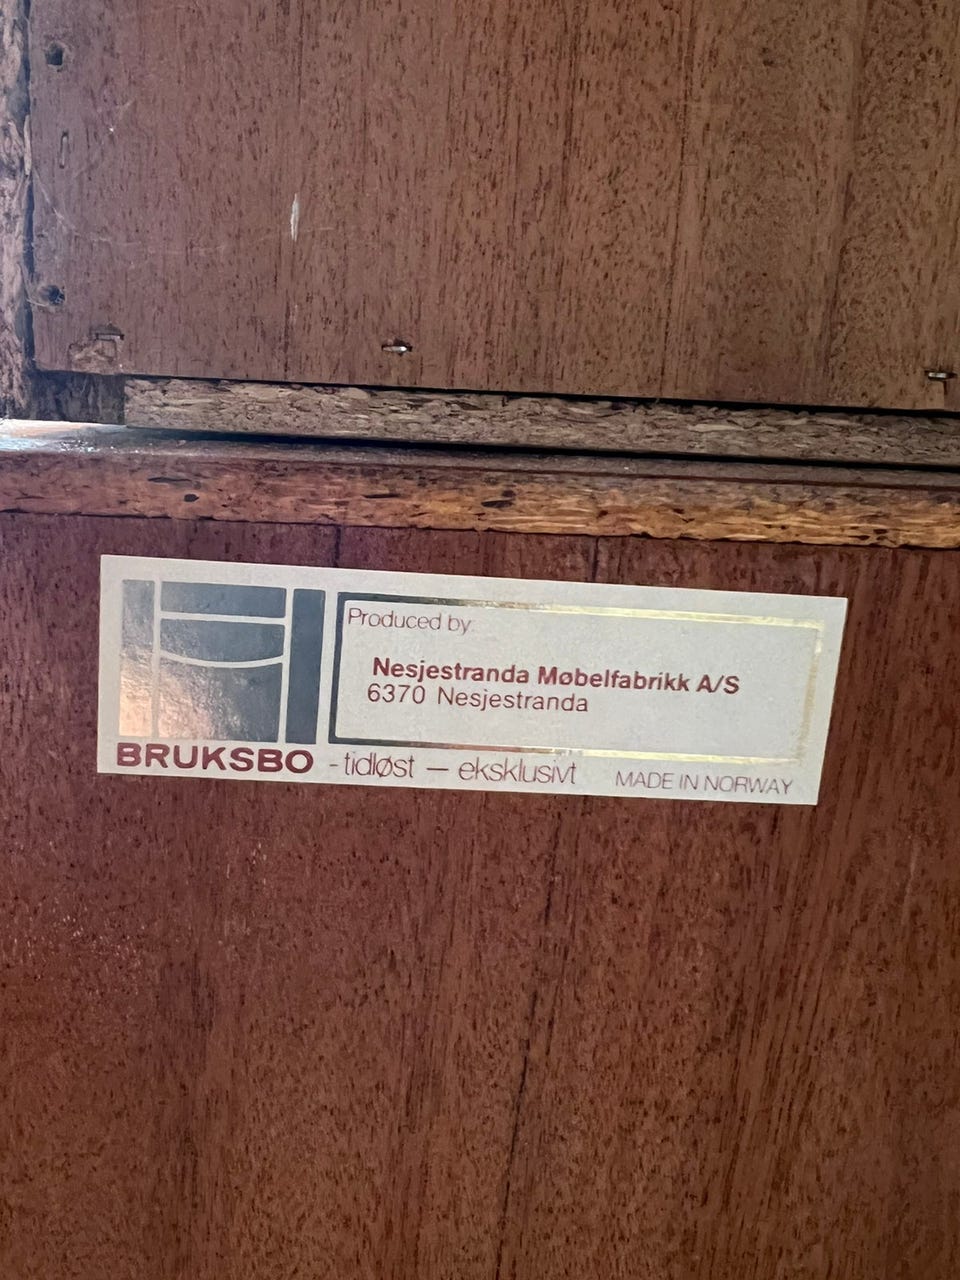 Produced by:
Nesjestranda Møbelfabrikk A/S
6370 Nesjestranda
BRUKSBO - tidløst — eksklusivt MADE IN NORWAY